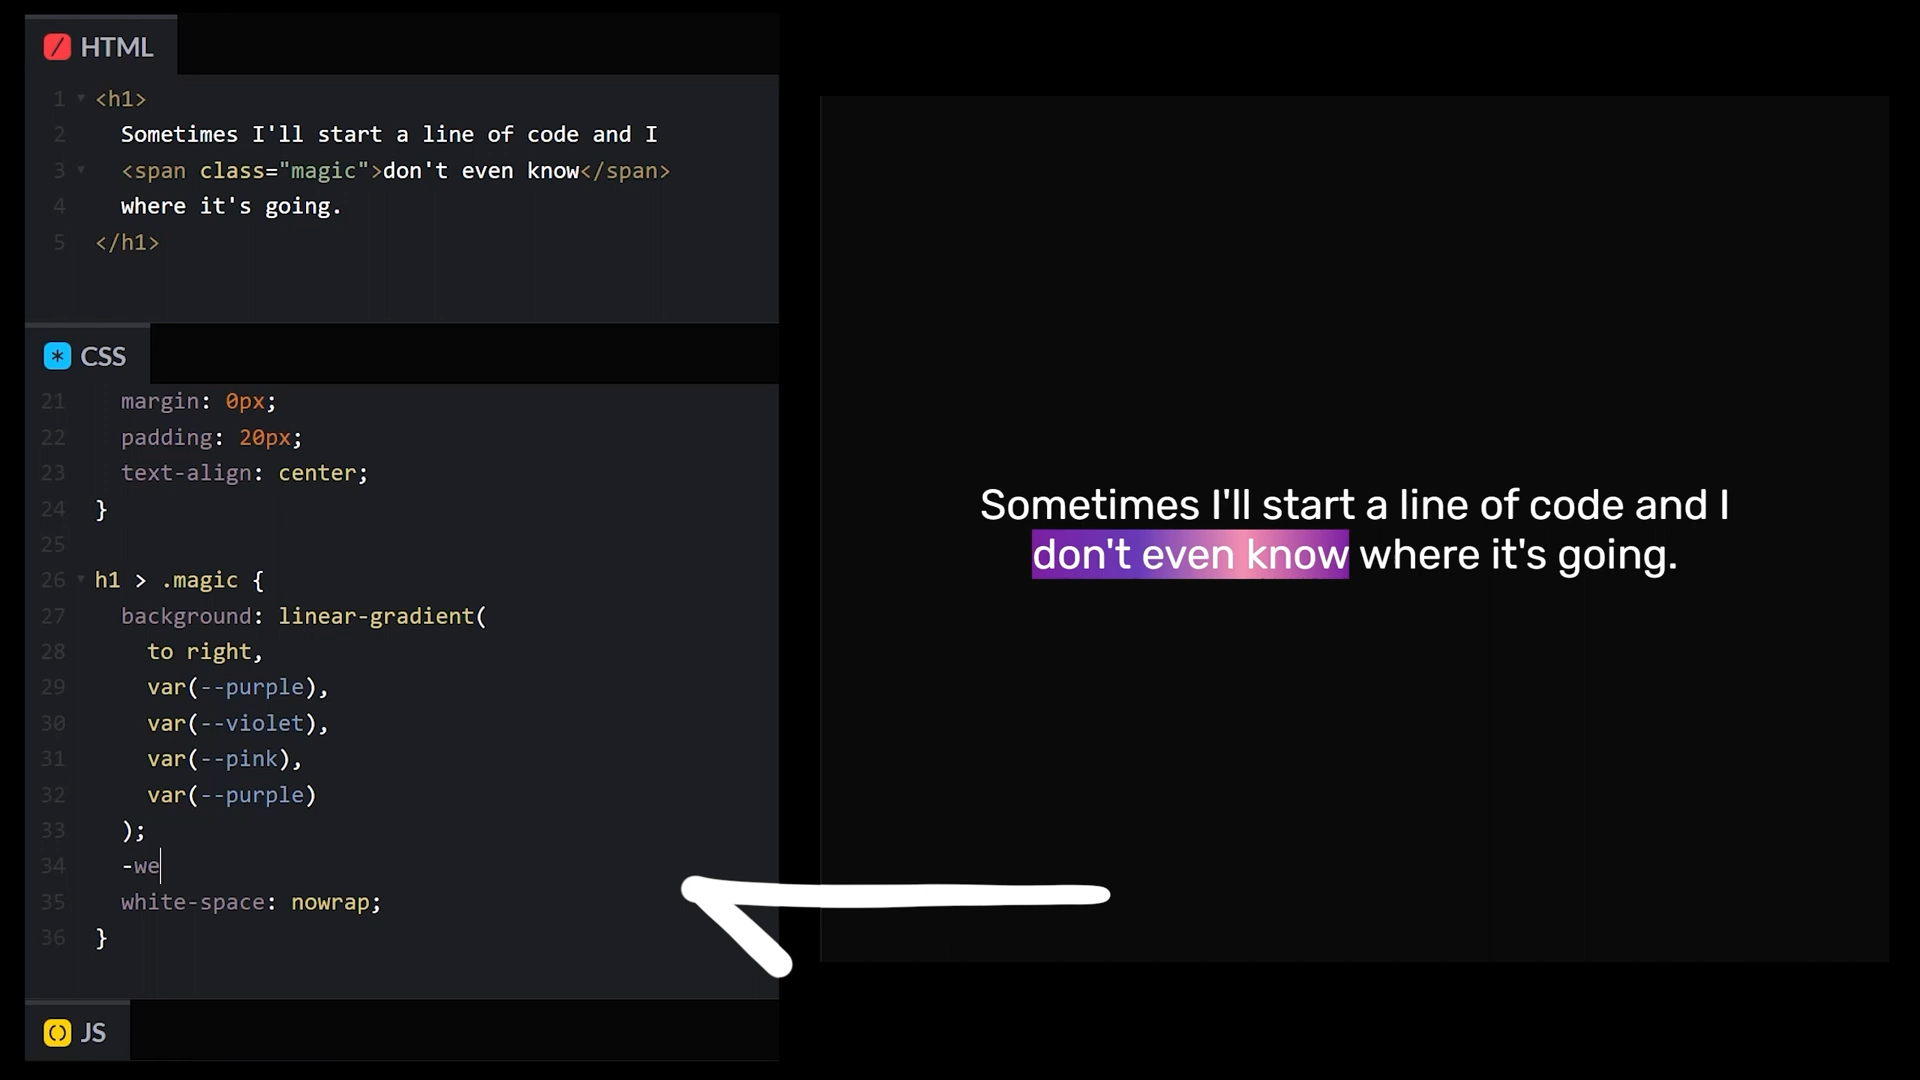 HTML
1 <h1>
2 Sometimes I'll start a line of code and I
3 <span class="magic">don't even know</span>
4 where it's going.
5 </h1>
CSS
21 margin: 0px;
22 padding: 20px;
23 text-align: center;
24 }
25
26 h1 > .magic {
27 background: linear-gradient(
28 to right,
29 var(--purple),
30 var(--violet),
31 var(--pink),
32 var(--purple)
33 );
34 -we
35 white-space: nowrap;
36 }
JS
Sometimes I'll start a line of code and I
don't even know where it's going.